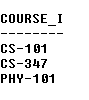 COURSE_I
--------
CS-101
CS-347
PHY-101